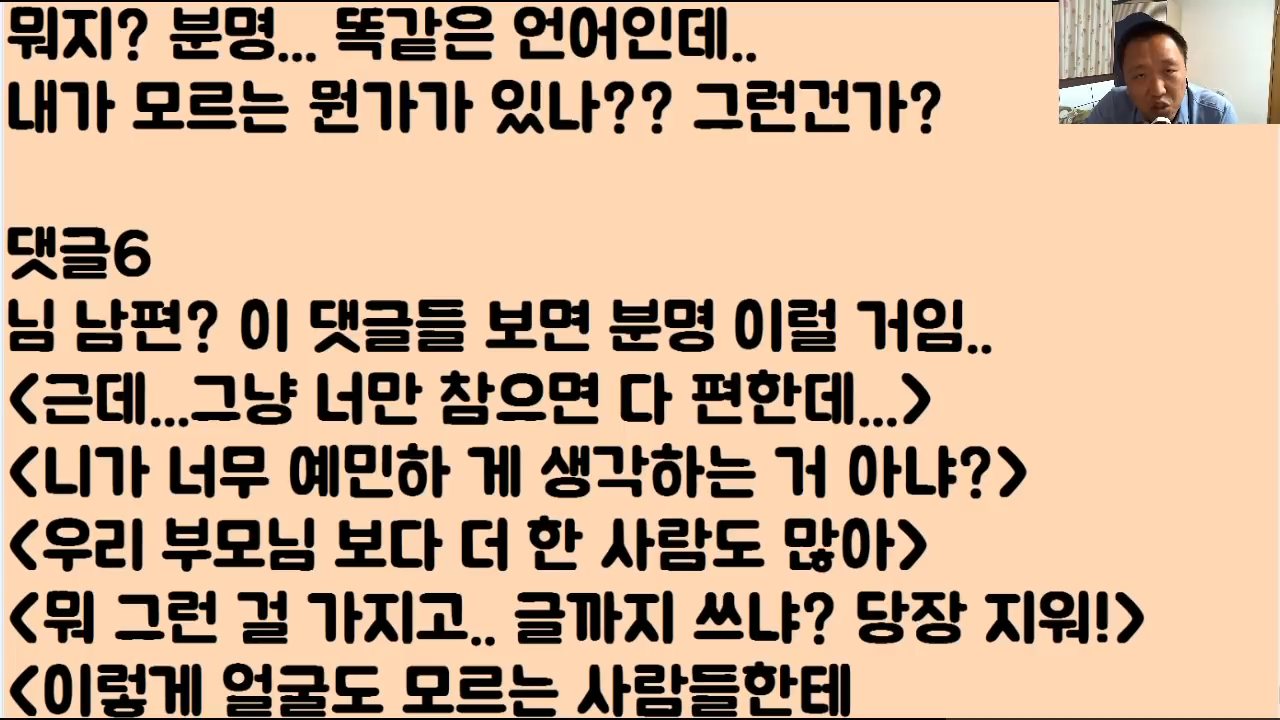 뭐지? 분명... 똑같은 언어인데..
내가 모르는 뭔가가 있나?? 그런건가?
댓글6
님 남편? 이 댓글들 보면 분명 이럴 거임..
<근데...그냥 너만 참으면 다 편한데...>
<니가 너무 예민하 게 생각하는 거 아냐?>
<우리 부모님 보다 더 한 사람도 많아>
<뭐 그런 걸 가지고.. 글까지 쓰냐? 당장 지워!>
<이렇게 얼굴도 모르는 사람들한테